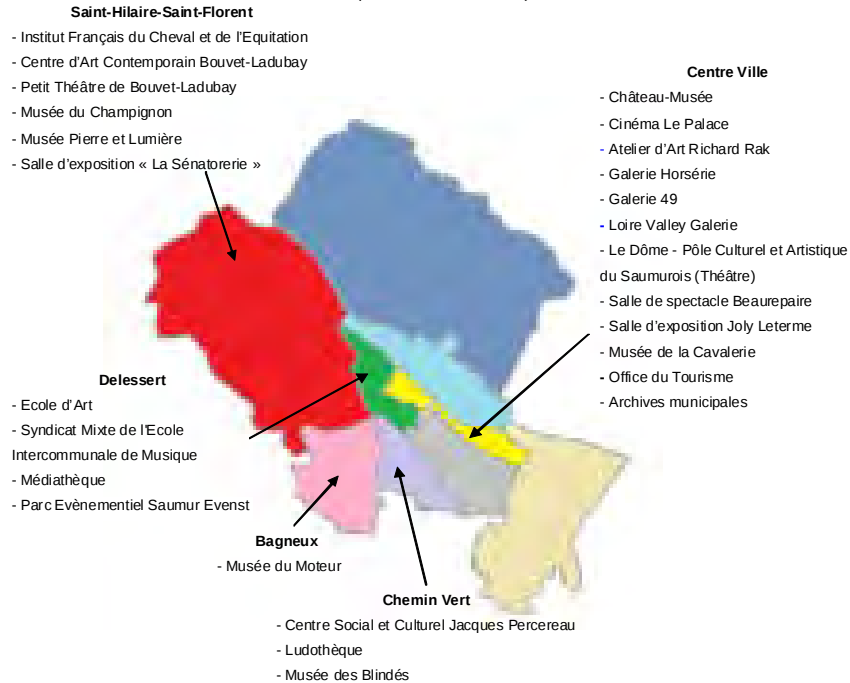 Saint-Hilaire-Saint-Florent
- Institut Français du Cheval et de l'Equitation
- Centre d'Art Contemporain Bouvet-Ladubay
- Petit Théâtre de Bouvet-Ladubay
- Musée du Champignon
- Musée Pierre et Lumière
- Salle d'exposition « La Sénatorerie »
Centre Ville
- Château-Musée
- Cinéma Le Palace
- Atelier d'Art Richard Rak
- Galerie Horsérie
- Galerie 49
- Loire Valley Galerie
- Le Dôme - Pôle Culturel et Artistique
du Saumurois (Théâtre)
- Salle de spectacle Beaurepaire
- Salle d'exposition Joly Leterme
- Musée de la Cavalerie
- Office du Tourisme
- Archives municipales
Delessert
- Ecole d'Art
- Syndicat Mixte de l'Ecole
Intercommunale de Musique
- Médiathèque
- Parc Evènementiel Saumur Evenst
Bagneux
- Musée du Moteur
Chemin Vert
- Centre Social et Culturel Jacques Percereau
- Ludothèque
- Musée des Blindés